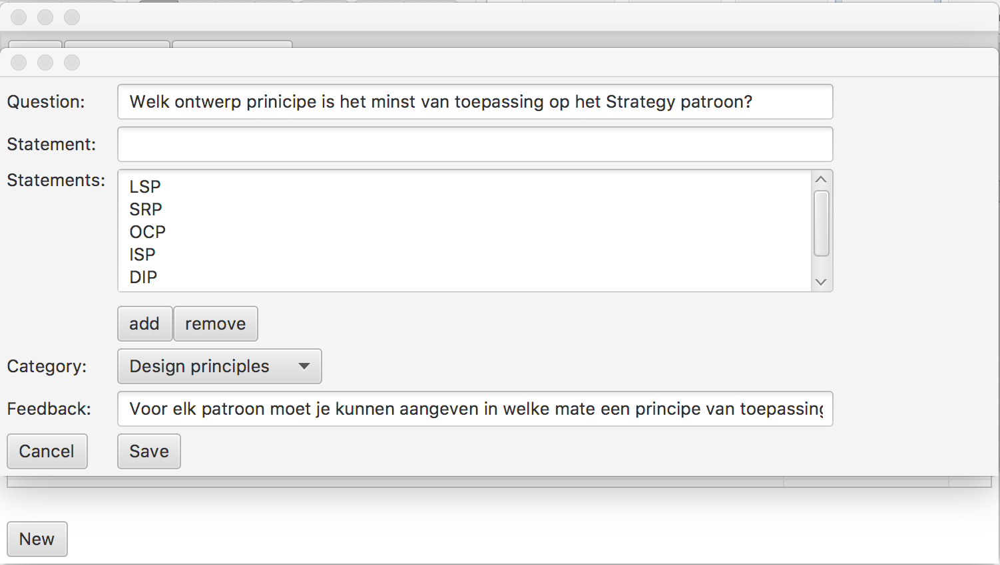 Question: Welk ontwerp prinicipe is het minst van toepassing op het Strategy patroon?
Statement:
Statements:
LSP
SRP
OCP
ISP
DIP
add remove
Category: Design principles
Feedback: Voor elk patroon moet je kunnen aangeven in welke mate een principe van toepassing
Cancel Save
New